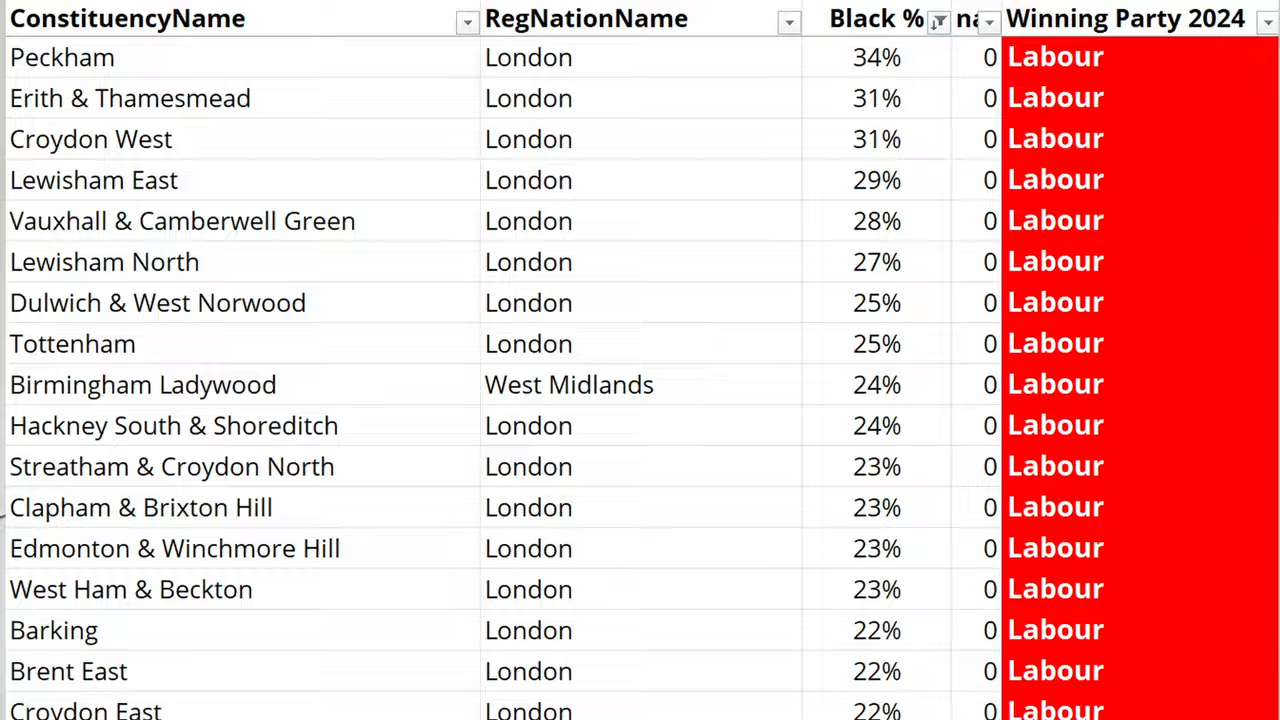 ConstituencyName RegNationName Black % na Winning Party 2024
Peckham London 34% 0 Labour
Erith & Thamesmead London 31% 0 Labour
Croydon West London 31% 0 Labour
Lewisham East London 29% 0 Labour
Vauxhall & Camberwell Green London 28% 0 Labour
Lewisham North London 27% 0 Labour
Dulwich & West Norwood London 25% 0 Labour
Tottenham London 25% 0 Labour
Birmingham Ladywood West Midlands 24% 0 Labour
Hackney South & Shoreditch London 24% 0 Labour
Streatham & Croydon North London 23% 0 Labour
Clapham & Brixton Hill London 23% 0 Labour
Edmonton & Winchmore Hill London 23% 0 Labour
West Ham & Beckton London 23% 0 Labour
Barking London 22% 0 Labour
Brent East London 22% 0 Labour
Croydon East London 22% 0 Labour